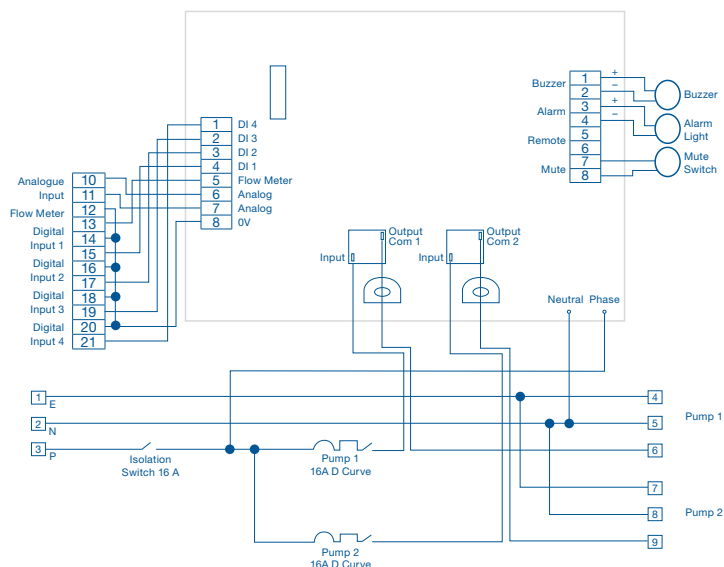 1 DI 4
2 DI 3
3 DI 2
4 DI 1
5 Flow Meter
6 Analog
7 Analog
8 0V
Analogue 10
Input 11
Flow Meter 12
13
Digital 14
Input 1 15
Digital 16
Input 2 17
Digital 18
Input 3 19
Digital 20
Input 4 21
Buzzer 1 +
2 − Buzzer
Alarm 3 +
4 − Alarm
Light
Remote 5
6
Mute 7
8
Mute
Switch
Input
Output
Com 1
Input
Output
Com 2
Neutral Phase
1 E
2 N
3 P
Isolation
Switch 16 A
Pump 1
16A D Curve
Pump 2
16A D Curve
4
5 Pump 1
6
7
8 Pump 2
9